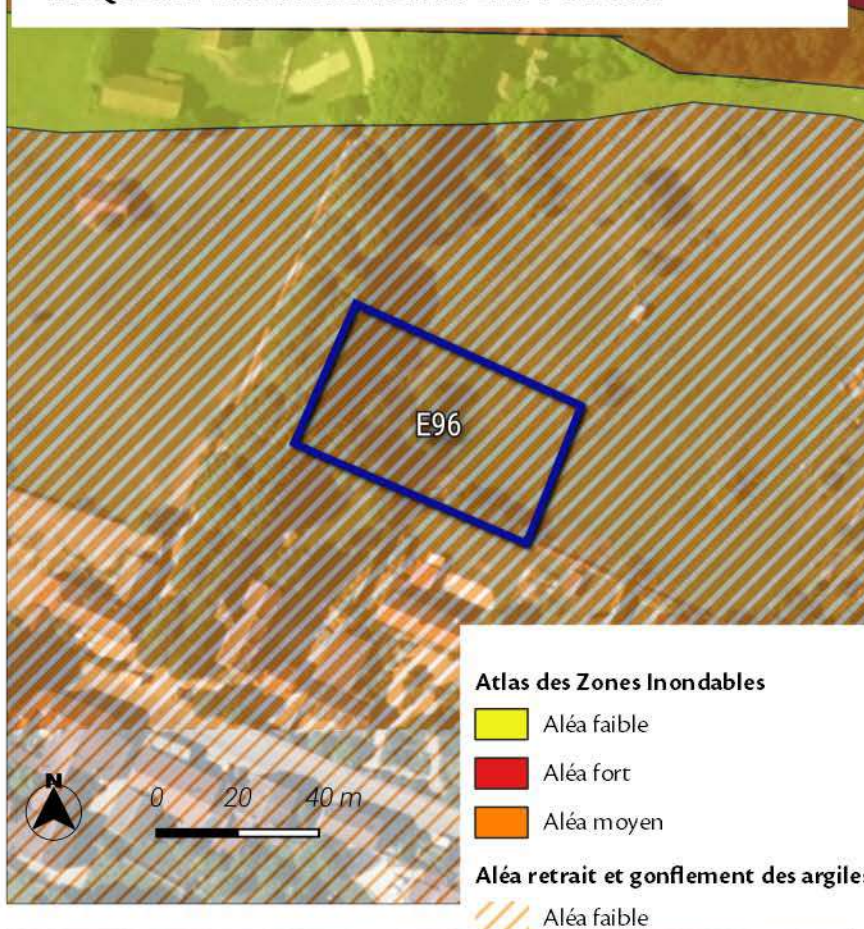 E96
N
0 20 40 m
Atlas des Zones Inondables
Aléa faible
Aléa fort
Aléa moyen
Aléa retrait et gonflement des argiles
Aléa faible